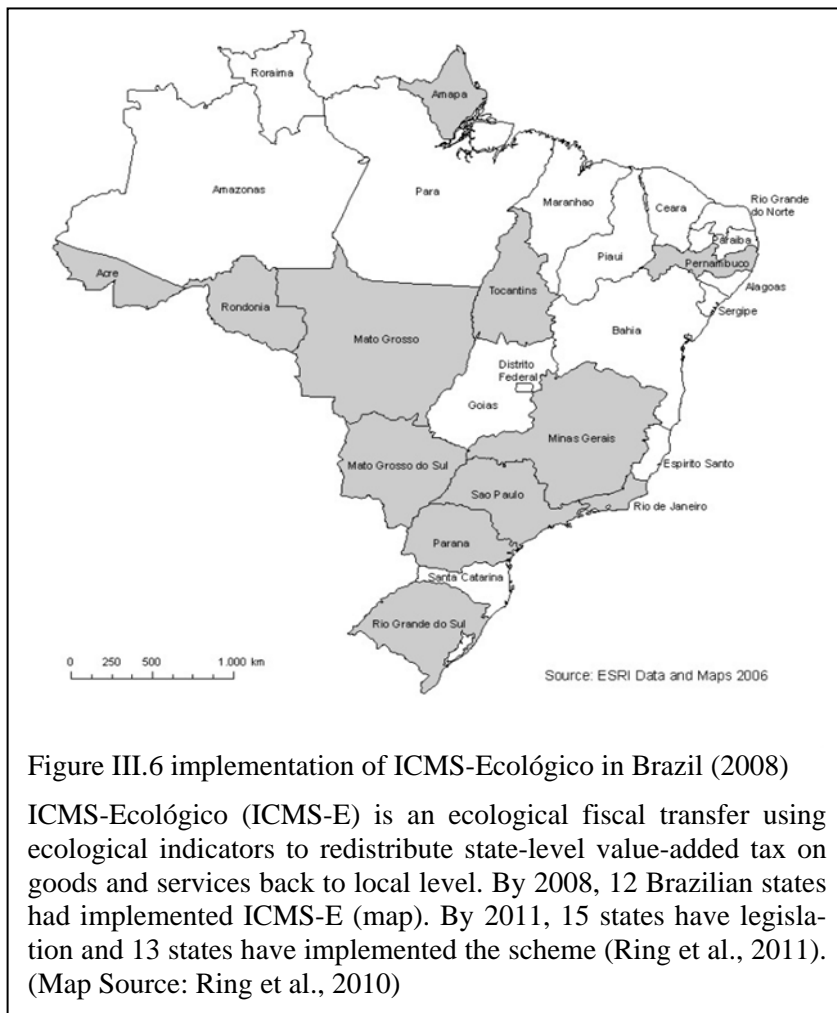 Roraima
Amapa
Amazonas
Para
Maranhao
Ceara
Rio Grande
do Norte
Paraiba
Piaui
Pernambuco
Acre
Rondonia
Tocantins
Alagoas
Sergipe
Mato Grosso
Bahia
Distrito
Federal
Goias
Minas Gerais
Mato Grosso do Sul
Espirito Santo
Sao Paulo
Rio de Janeiro
Parana
Santa Catarina
Rio Grande do Sul
0 250 500 1.000 km
Source: ESRI Data and Maps 2006
Figure III.6 implementation of ICMS-Ecológico in Brazil (2008)
ICMS-Ecológico (ICMS-E) is an ecological fiscal transfer using
ecological indicators to redistribute state-level value-added tax on
goods and services back to local level. By 2008, 12 Brazilian states
had implemented ICMS-E (map). By 2011, 15 states have legisla-
tion and 13 states have implemented the scheme (Ring et al., 2011).
(Map Source: Ring et al., 2010)